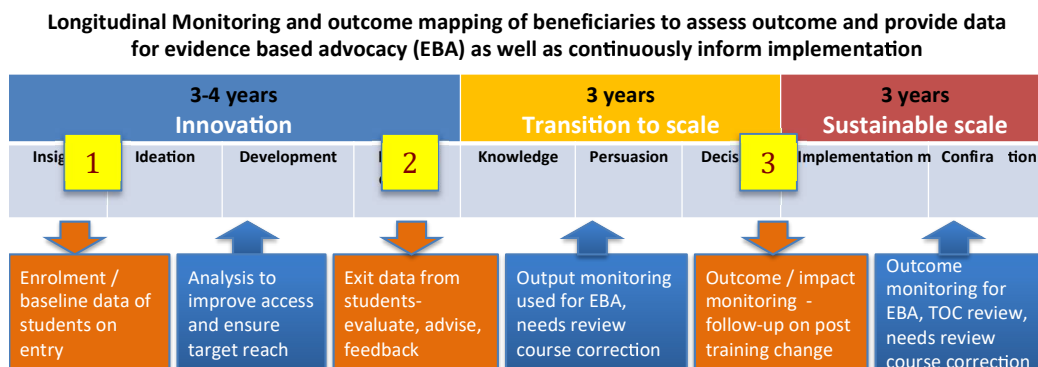 Longitudinal Monitoring and outcome mapping of beneficiaries to assess outcome and provide data
for evidence based advocacy (EBA) as well as continuously inform implementation
3-4 years
Innovation
3 years
Transition to scale
3 years
Sustainable scale
1
Ideation
Development
2
Knowledge
Persuasion
3
Implementation m
Confira tion
Enrolment /
baseline data of
students on
entry
Analysis to
improve access
and ensure
target reach
Exit data from
students-
evaluate, advise,
feedback
Output monitoring
used for EBA,
needs review
course correction
Outcome / impact
monitoring -
follow-up on post
training change
Outcome
monitoring for
EBA, TOC review,
needs review
course correction